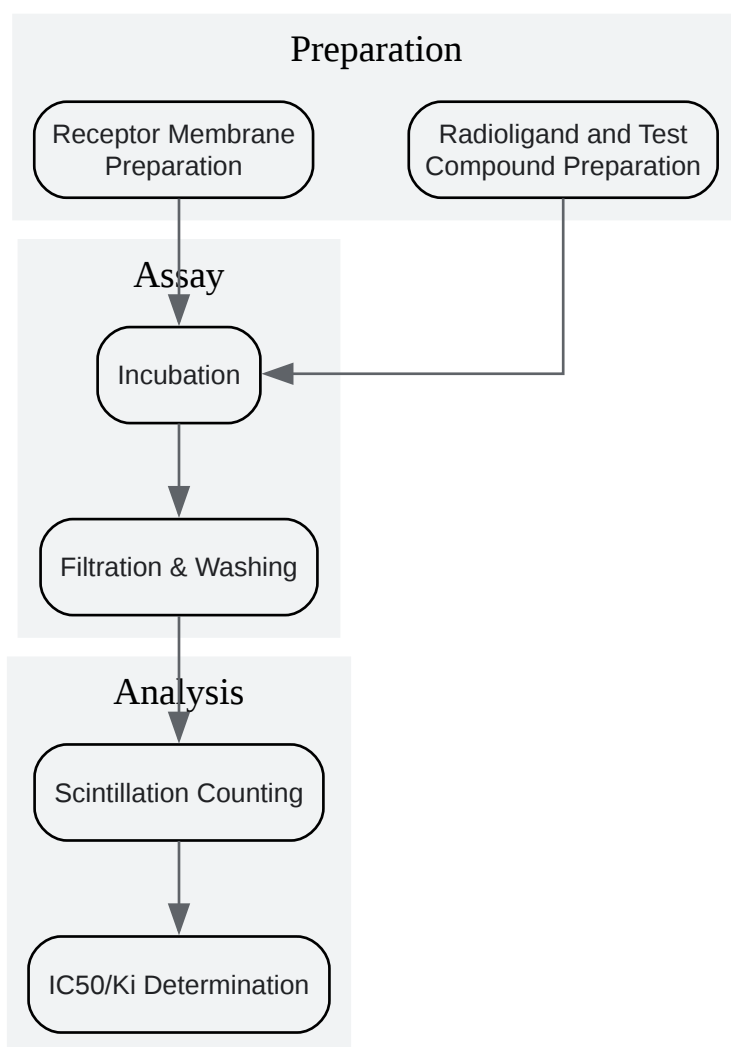 Preparation
Receptor Membrane
Preparation
Radioligand and Test
Compound Preparation
Assay
Incubation
Filtration & Washing
Analysis
Scintillation Counting
IC50/Ki Determination